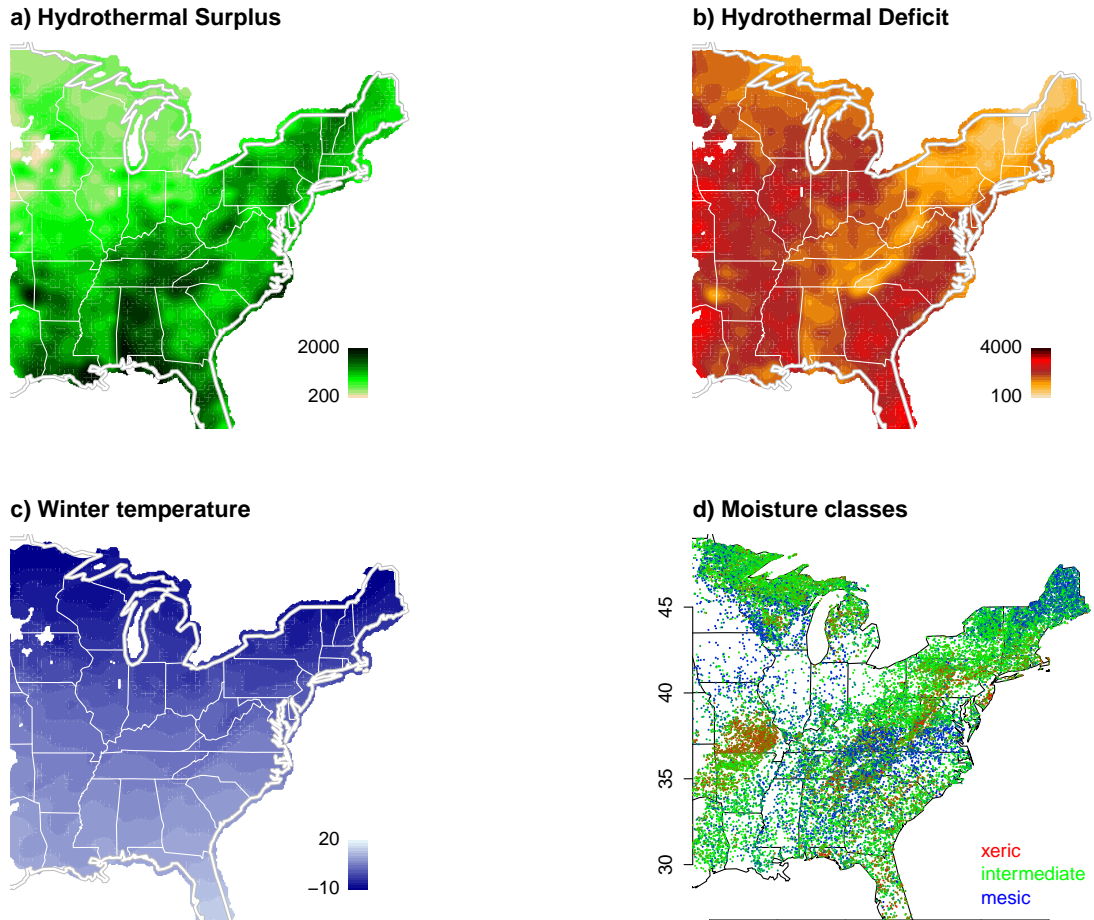 a) Hydrothermal Surplus
2000
200
b) Hydrothermal Deficit
4000
100
c) Winter temperature
20
−10
d) Moisture classes
45
40
35
30
xeric
intermediate
mesic